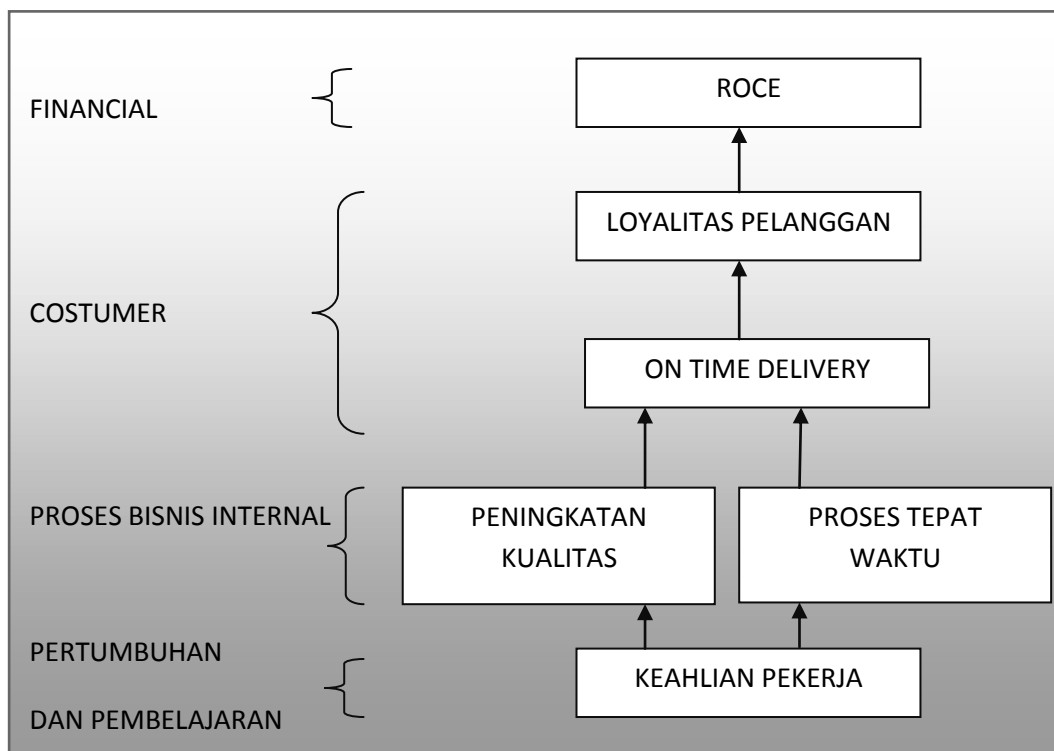 ROCE
FINANCIAL
LOYALITAS PELANGGAN
COSTUMER
ON TIME DELIVERY
PROSES BISNIS INTERNAL
PENINGKATAN
KUALITAS
PROSES TEPAT
WAKTU
PERTUMBUHAN
DAN PEMBELAJARAN
KEAHLIAN PEKERJA